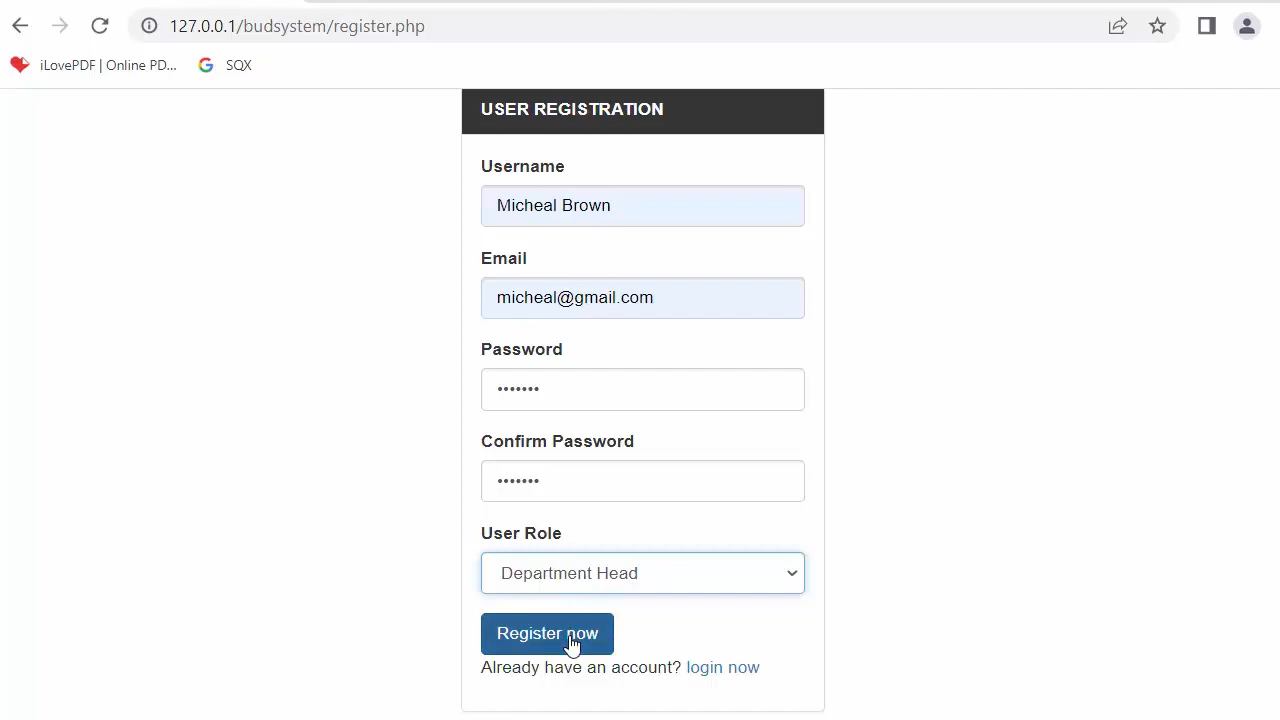 127.0.0.1/budsystem/register.php
iLovePDF | Online PD... SQX
USER REGISTRATION
Username
Micheal Brown
Email
micheal@gmail.com
Password
•••••••
Confirm Password
•••••••
User Role
Department Head
Register now
Already have an account? login now